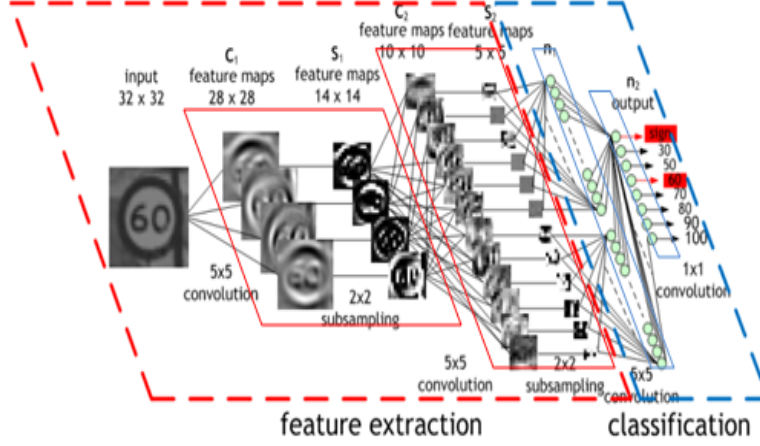 C₂
feature maps
10 x 10
S₂
feature maps
5 x 5
n₁
C₁
feature maps
28 x 28
S₁
feature maps
14 x 14
input
32 x 32
n₂
output
60
sign
30
50
60
70
80
90
100
5x5
convolution
2x2
subsampling
1x1
convolution
5x5
convolution
2x2
subsampling
5x5
convolution
feature extraction
classification